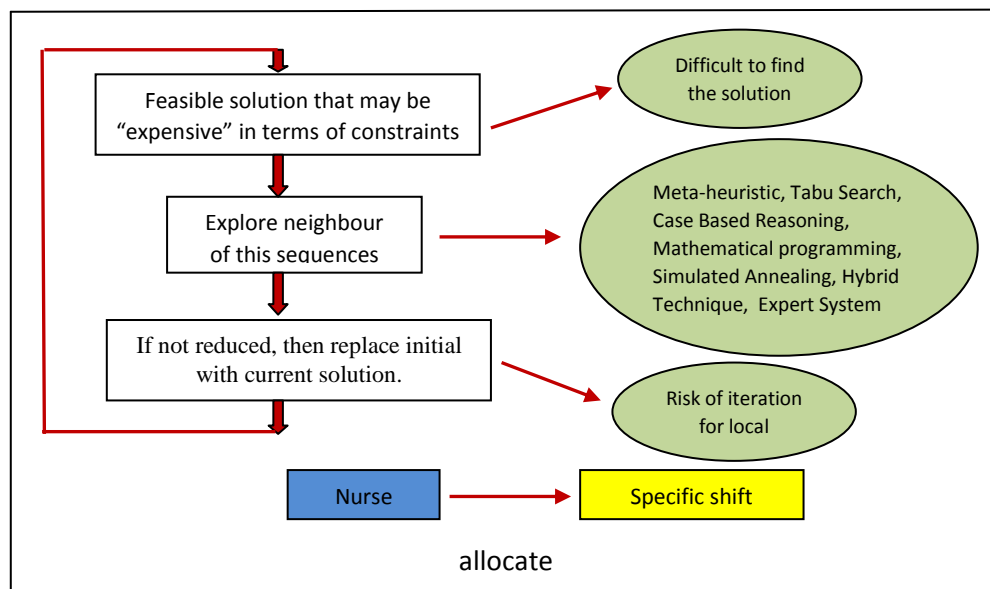 Feasible solution that may be
“expensive” in terms of constraints
Difficult to find
the solution
Explore neighbour
of this sequences
Meta-heuristic, Tabu Search,
Case Based Reasoning,
Mathematical programming,
Simulated Annealing, Hybrid
Technique, Expert System
If not reduced, then replace initial
with current solution.
Risk of iteration
for local
Nurse
Specific shift
allocate